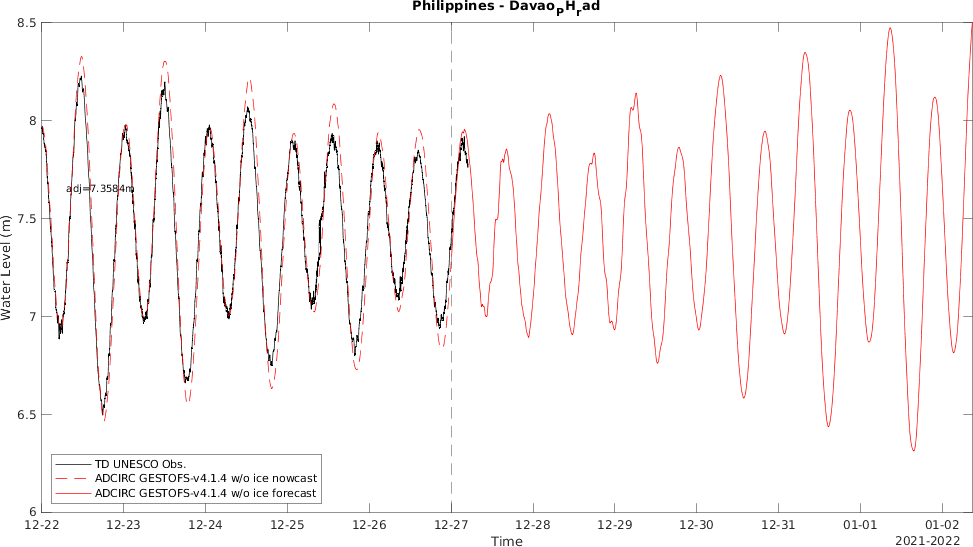 Philippines - DavaopHrad
8.5
8
7.5
7
6.5
6
Water Level (m)
adj=7.3584m
TD UNESCO Obs.
ADCIRC GESTOFS-v4.1.4 w/o ice nowcast
ADCIRC GESTOFS-v4.1.4 w/o ice forecast
12-22 12-23 12-24 12-25 12-26 12-27 12-28 12-29 12-30 12-31 01-01 01-02
Time
2021-2022